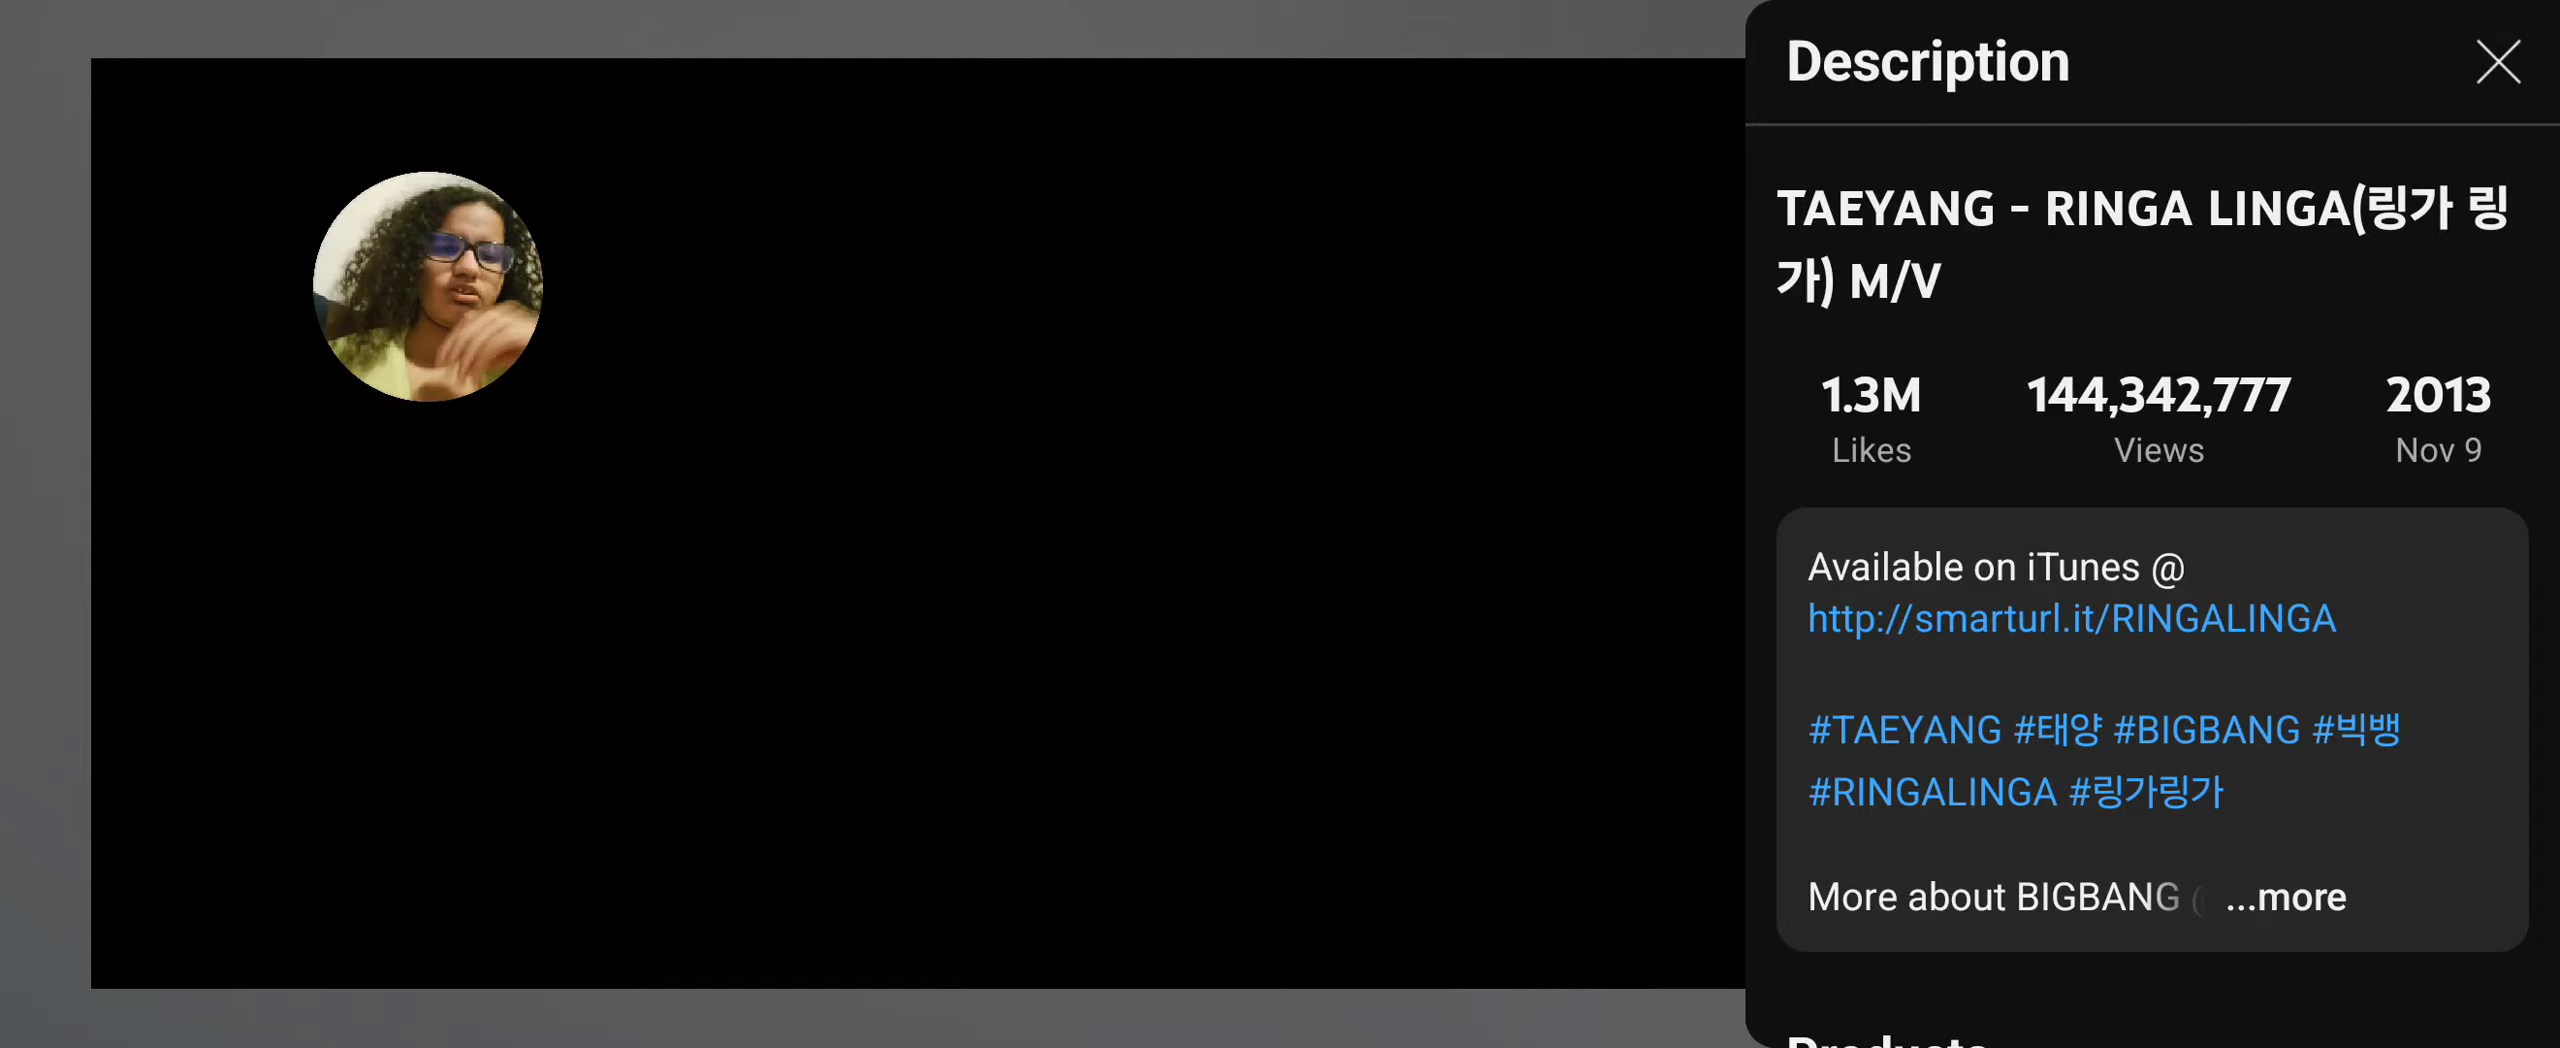 Description
TAEYANG - RINGA LINGA(링가 링
가) M/V
1.3M
Likes
144,342,777
Views
2013
Nov 9
Available on iTunes @
http://smarturl.it/RINGALINGA
#TAEYANG #태양 #BIGBANG #빅뱅
#RINGALINGA #링가링가
More about BIGBANG ( ...more
Products